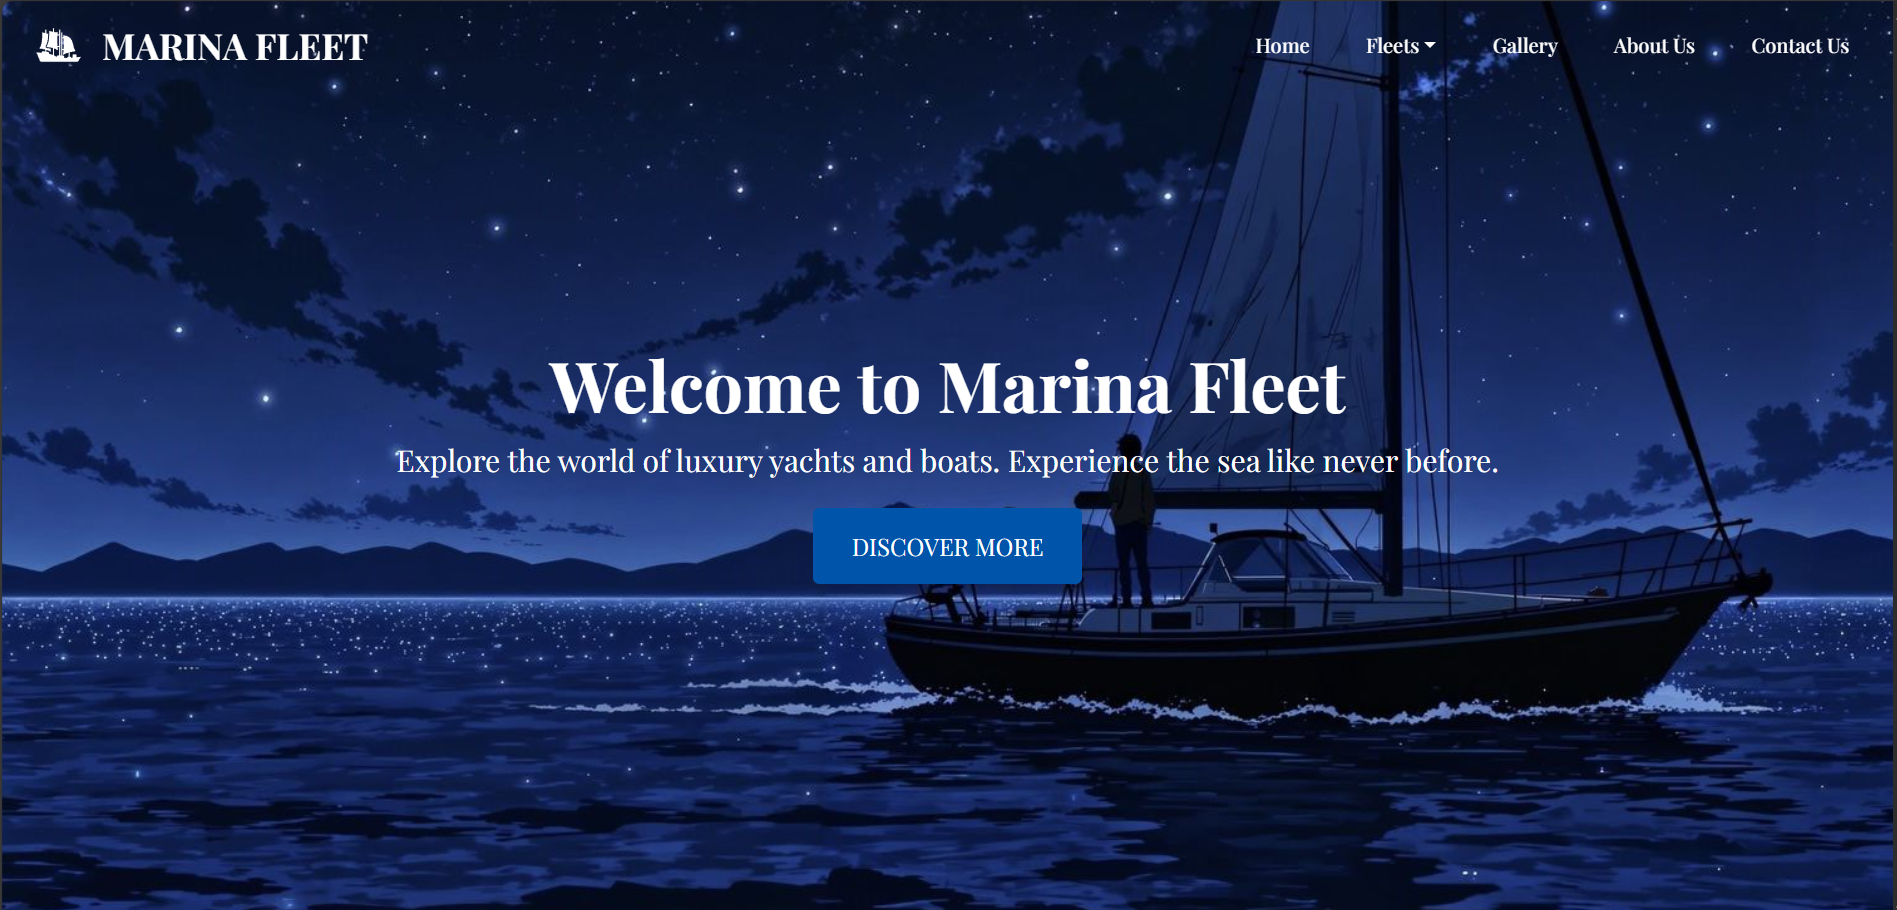 MARINA FLEET
Home
Fleets
Gallery
About Us
Contact Us
Welcome to Marina Fleet
Explore the world of luxury yachts and boats. Experience the sea like never before.
DISCOVER MORE